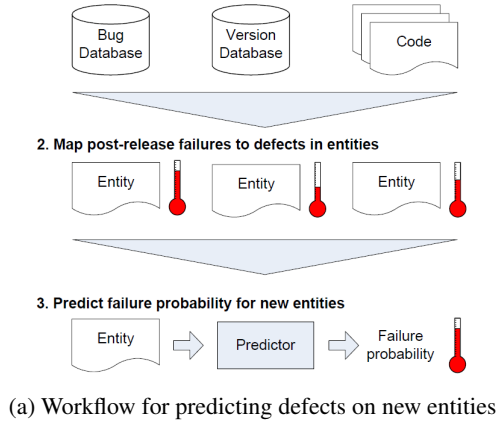 Bug
Database
Version
Database
Code
2. Map post-release failures to defects in entities
Entity
Entity
Entity
3. Predict failure probability for new entities
Entity
Predictor
Failure
probability
(a) Workflow for predicting defects on new entities